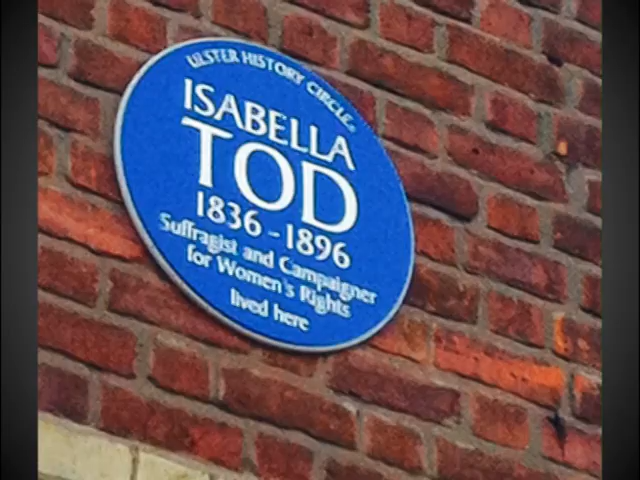 ULSTER HISTORY CIRCLE
ISABELLA
TOD
1836 - 1896
Suffragist and Campaigner
for Women's Rights
lived here